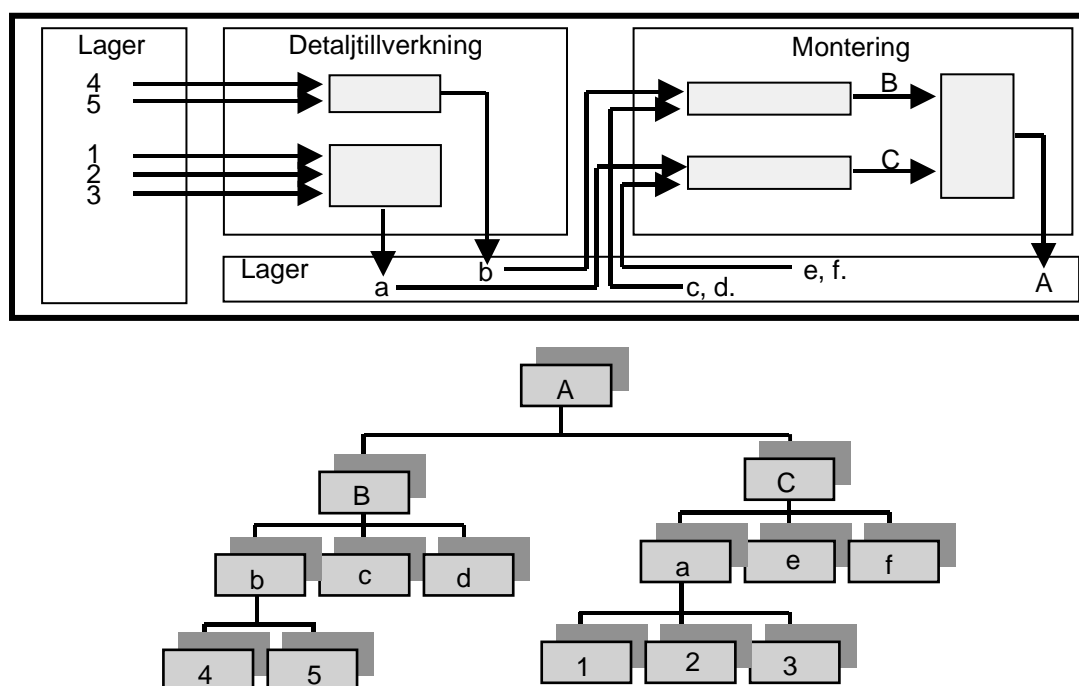 Lager Detaljtillverkning Montering
4
5
B
1
2
3
C
Lager b e, f.
a c, d. A
A
B C
b c d a e f
4 5 1 2 3